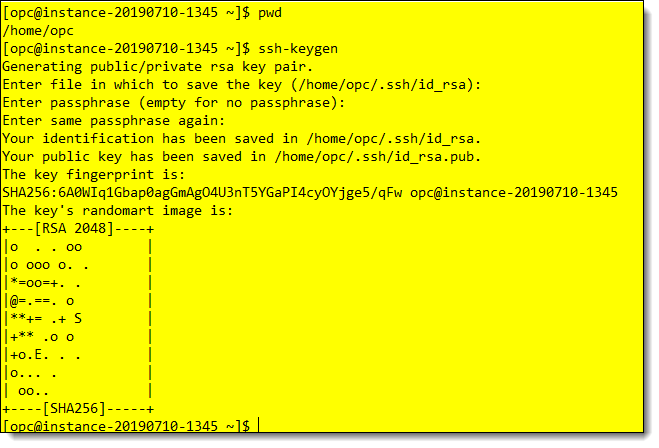 [opc@instance-20190710-1345 ~]$ pwd
/home/opc
[opc@instance-20190710-1345 ~]$ ssh-keygen
Generating public/private rsa key pair.
Enter file in which to save the key (/home/opc/.ssh/id_rsa):
Enter passphrase (empty for no passphrase):
Enter same passphrase again:
Your identification has been saved in /home/opc/.ssh/id_rsa.
Your public key has been saved in /home/opc/.ssh/id_rsa.pub.
The key fingerprint is:
SHA256:6A0WIq1Gbap0agGmAgO4U3nT5YGaPI4cyOYjge5/qFw opc@instance-20190710-1345
The key's randomart image is:
+---[RSA 2048]----+
|o  . . oo        |
|o ooo o. .       |
|*=oo=+. .        |
|@=.==. o         |
|**+= .+ S        |
|+** .o o         |
|+o.E. . .        |
|o... .           |
| oo..            |
+----[SHA256]-----+
[opc@instance-20190710-1345 ~]$